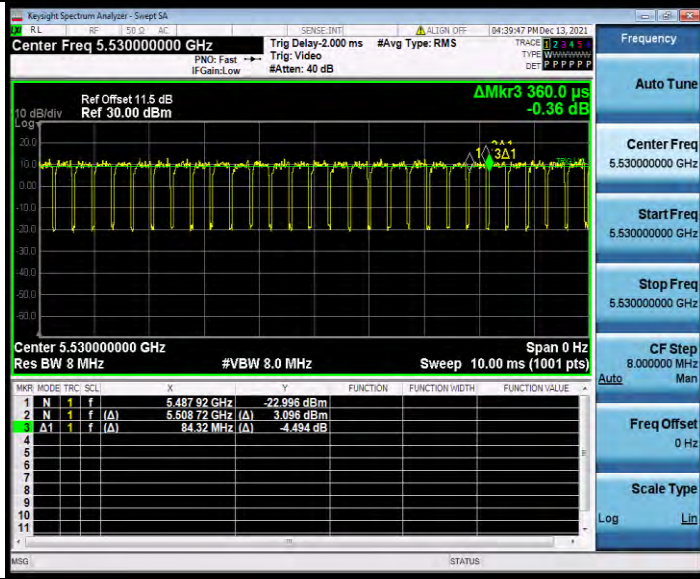 Keysight Spectrum Analyzer - Swept SA
RL RF 50 Ω AC SENSE:INT ALIGN OFF 04:39:47 PM Dec 13, 2021
Center Freq 5.530000000 GHz
PNO: Fast
IFGain:Low
Trig Delay-2.000 ms
Trig: Video
#Atten: 40 dB
#Avg Type: RMS
TRACE 1 2 3 4 5 6
TYPE
DET P P P P P P
ΔMkr3 360.0 µs
-0.36 dB
Ref Offset 11.5 dB
10 dB/div Ref 30.00 dBm
Log
20.0
10.0
0.00
-10.0
-20.0
-30.0
-40.0
-50.0
-60.0
3Δ1
Center 5.530000000 GHz Span 0 Hz
Res BW 8 MHz #VBW 8.0 MHz Sweep 10.00 ms (1001 pts)
MKR MODE TRC SCL X Y FUNCTION FUNCTION WIDTH FUNCTION VALUE
1 N 1 f 5.487 92 GHz -22.996 dBm
2 N 1 f (Δ) 5.508 72 GHz (Δ) 3.096 dBm
3 Δ1 1 f (Δ) 84.32 MHz (Δ) -4.494 dB
4
5
6
7
8
9
10
11
MSG STATUS
Frequency
Auto Tune
Center Freq
5.530000000 GHz
Start Freq
5.530000000 GHz
Stop Freq
5.530000000 GHz
CF Step
8.000000 MHz
Auto Man
Freq Offset
0 Hz
Scale Type
Log Lin